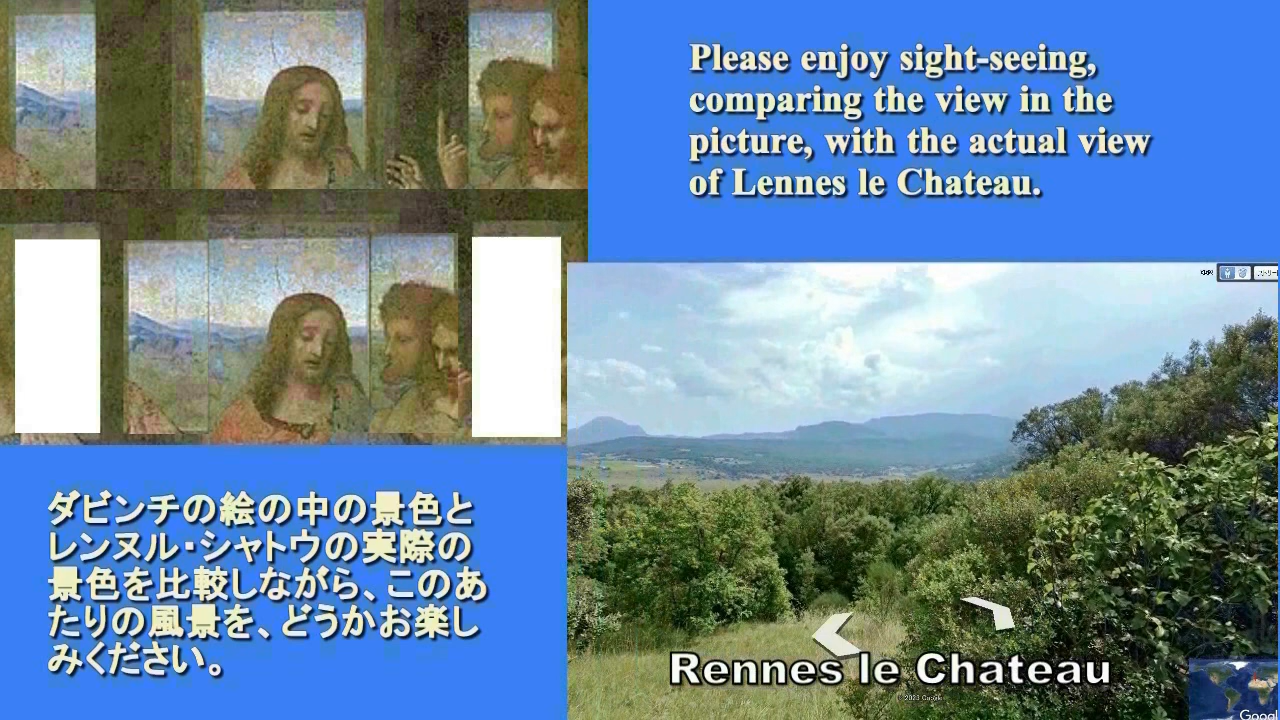 Please enjoy sight-seeing,
comparing the view in the
picture, with the actual view
of Lennes le Chateau.
ダビンチの絵の中の景色と
レンヌル・シャトウの実際の
景色を比較しながら、このあ
たりの風景を、どうかお楽し
みください。
Rennes le Chateau
© 2023 Google
Googl